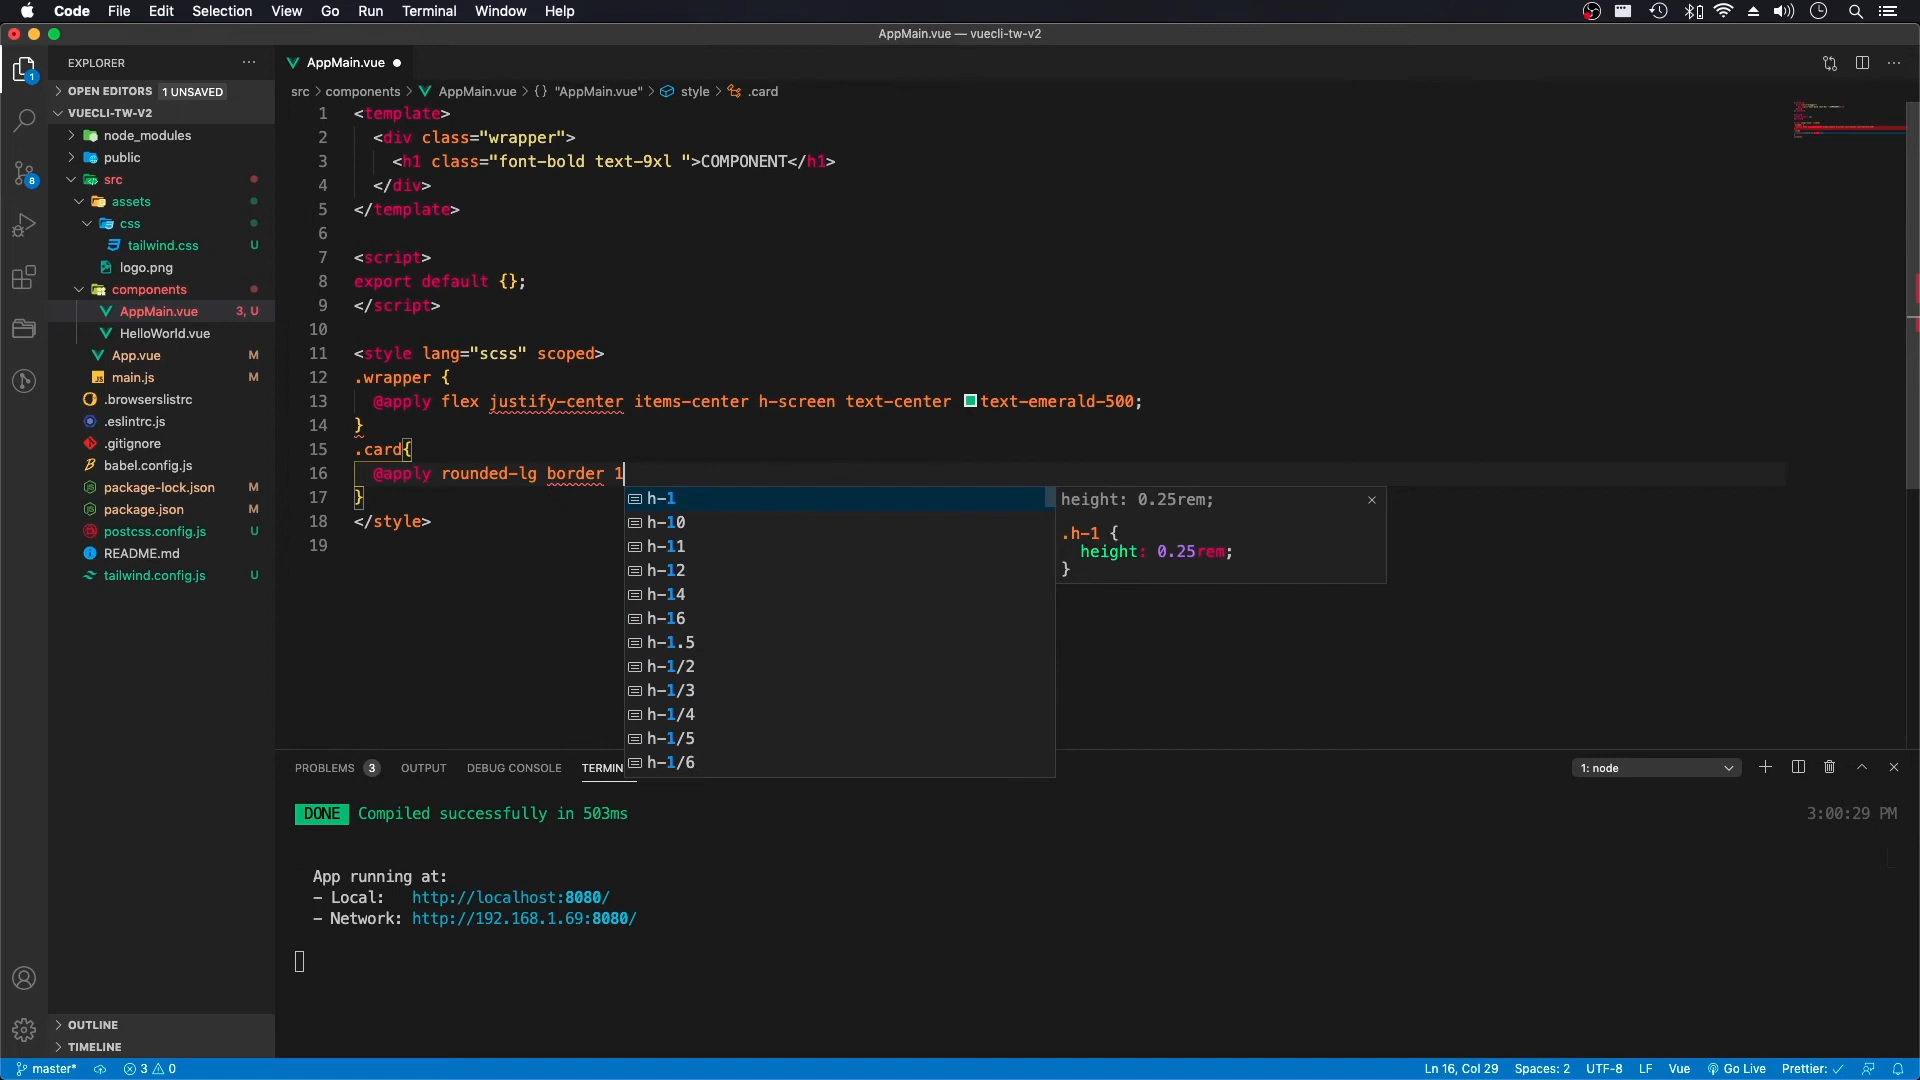 Code File Edit Selection View Go Run Terminal Window Help
AppMain.vue — vuecli-tw-v2
EXPLORER
AppMain.vue
OPEN EDITORS 1 UNSAVED
src > components > AppMain.vue > {} "AppMain.vue" > style > .card
VUECLI-TW-V2
node_modules
public
src
assets
css
tailwind.css U
logo.png
components
AppMain.vue 3, U
HelloWorld.vue
App.vue M
main.js M
.browserslistrc
.eslintrc.js
.gitignore
babel.config.js
package-lock.json M
package.json M
postcss.config.js U
README.md
tailwind.config.js U
OUTLINE
TIMELINE
1 <template>
2 <div class="wrapper">
3 <h1 class="font-bold text-9xl ">COMPONENT</h1>
4 </div>
5 </template>
6
7 <script>
8 export default {};
9 </script>
10
11 <style lang="scss" scoped>
12 .wrapper {
13 @apply flex justify-center items-center h-screen text-center text-emerald-500;
14 }
15 .card{
16 @apply rounded-lg border 1
17 }
18 </style>
19
h-1
h-10
h-11
h-12
h-14
h-16
h-1.5
h-1/2
h-1/3
h-1/4
h-1/5
h-1/6
height: 0.25rem;
.h-1 {
height: 0.25rem;
}
PROBLEMS 3 OUTPUT DEBUG CONSOLE TERMIN
1: node
DONE Compiled successfully in 503ms 3:00:29 PM
App running at:
- Local: http://localhost:8080/
- Network: http://192.168.1.69:8080/
1
8
master* 3 0 Ln 16, Col 29 Spaces: 2 UTF-8 LF Vue Go Live Prettier: ✓